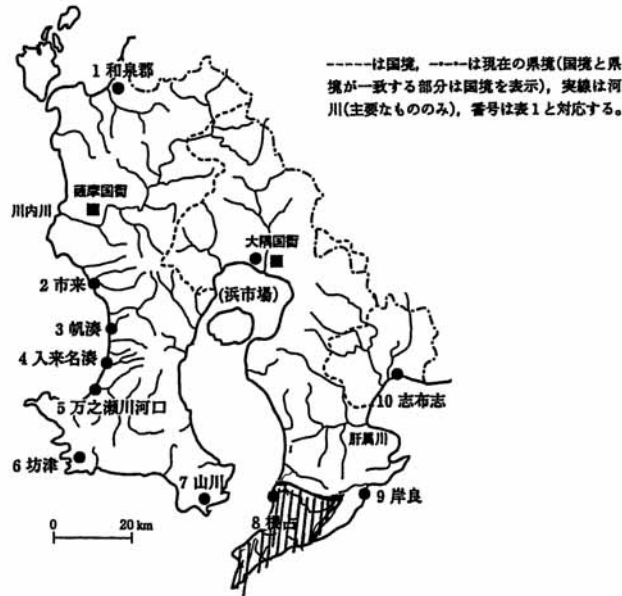 -----は国境，-・-・-は現在の県境(国境と県
境が一致する部分は国境を表示)，実線は河
川(主要なもののみ)，番号は表1と対応する。
1 和泉郡
薩摩国衙
川内川
大隅国衙
2 市来
(浜市場)
3 帆湊
4 入来名湊
5 万之瀬川河口
10 志布志
肝属川
6 坊津
7 山川
8
9 岸良
0 20 km